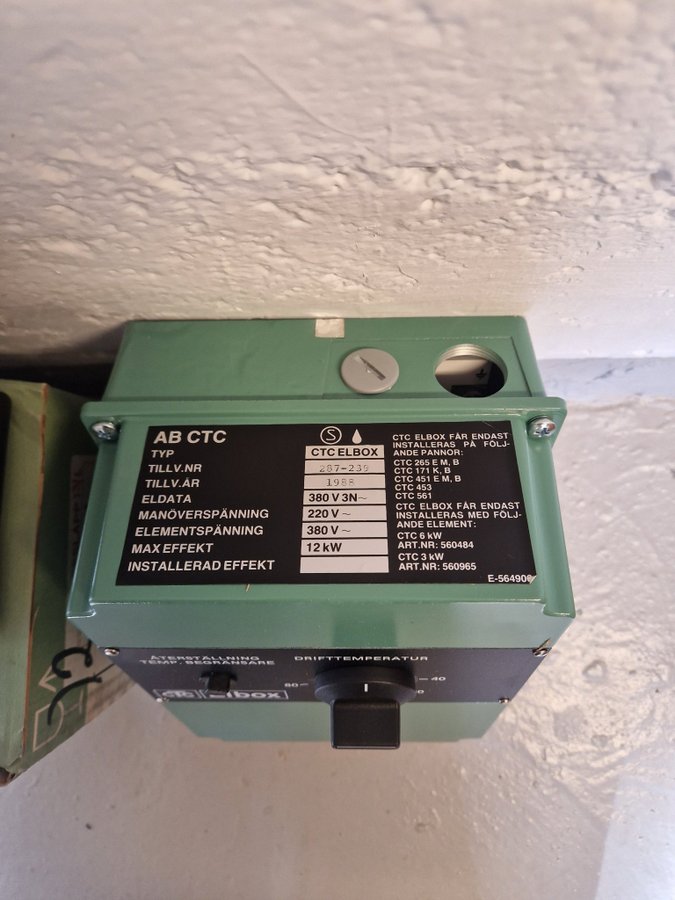 AB CTC
S
TYP CTC ELBOX
TILLV.NR 287-239
TILLV.ÅR 1988
ELDATA 380 V 3N~
MANÖVERSPÄNNING 220 V ~
ELEMENTSPÄNNING 380 V ~
MAX EFFEKT 12 kW
INSTALLERAD EFFEKT
CTC ELBOX FÅR ENDAST
INSTALLERAS PÅ FÖLJ-
ANDE PANNOR:
CTC 265 E M, B
CTC 171 K, B
CTC 451 E M, B
CTC 453
CTC 561
CTC ELBOX FÅR ENDAST
INSTALLERAS MED FÖLJ-
ANDE ELEMENT:
CTC 6 kW
ART.NR: 560484
CTC 3 kW
ART.NR: 560965
ÅTERSTÄLLNING
TEMP. BEGRÄNSARE
DRIFTTEMPERATUR
40
Elbox